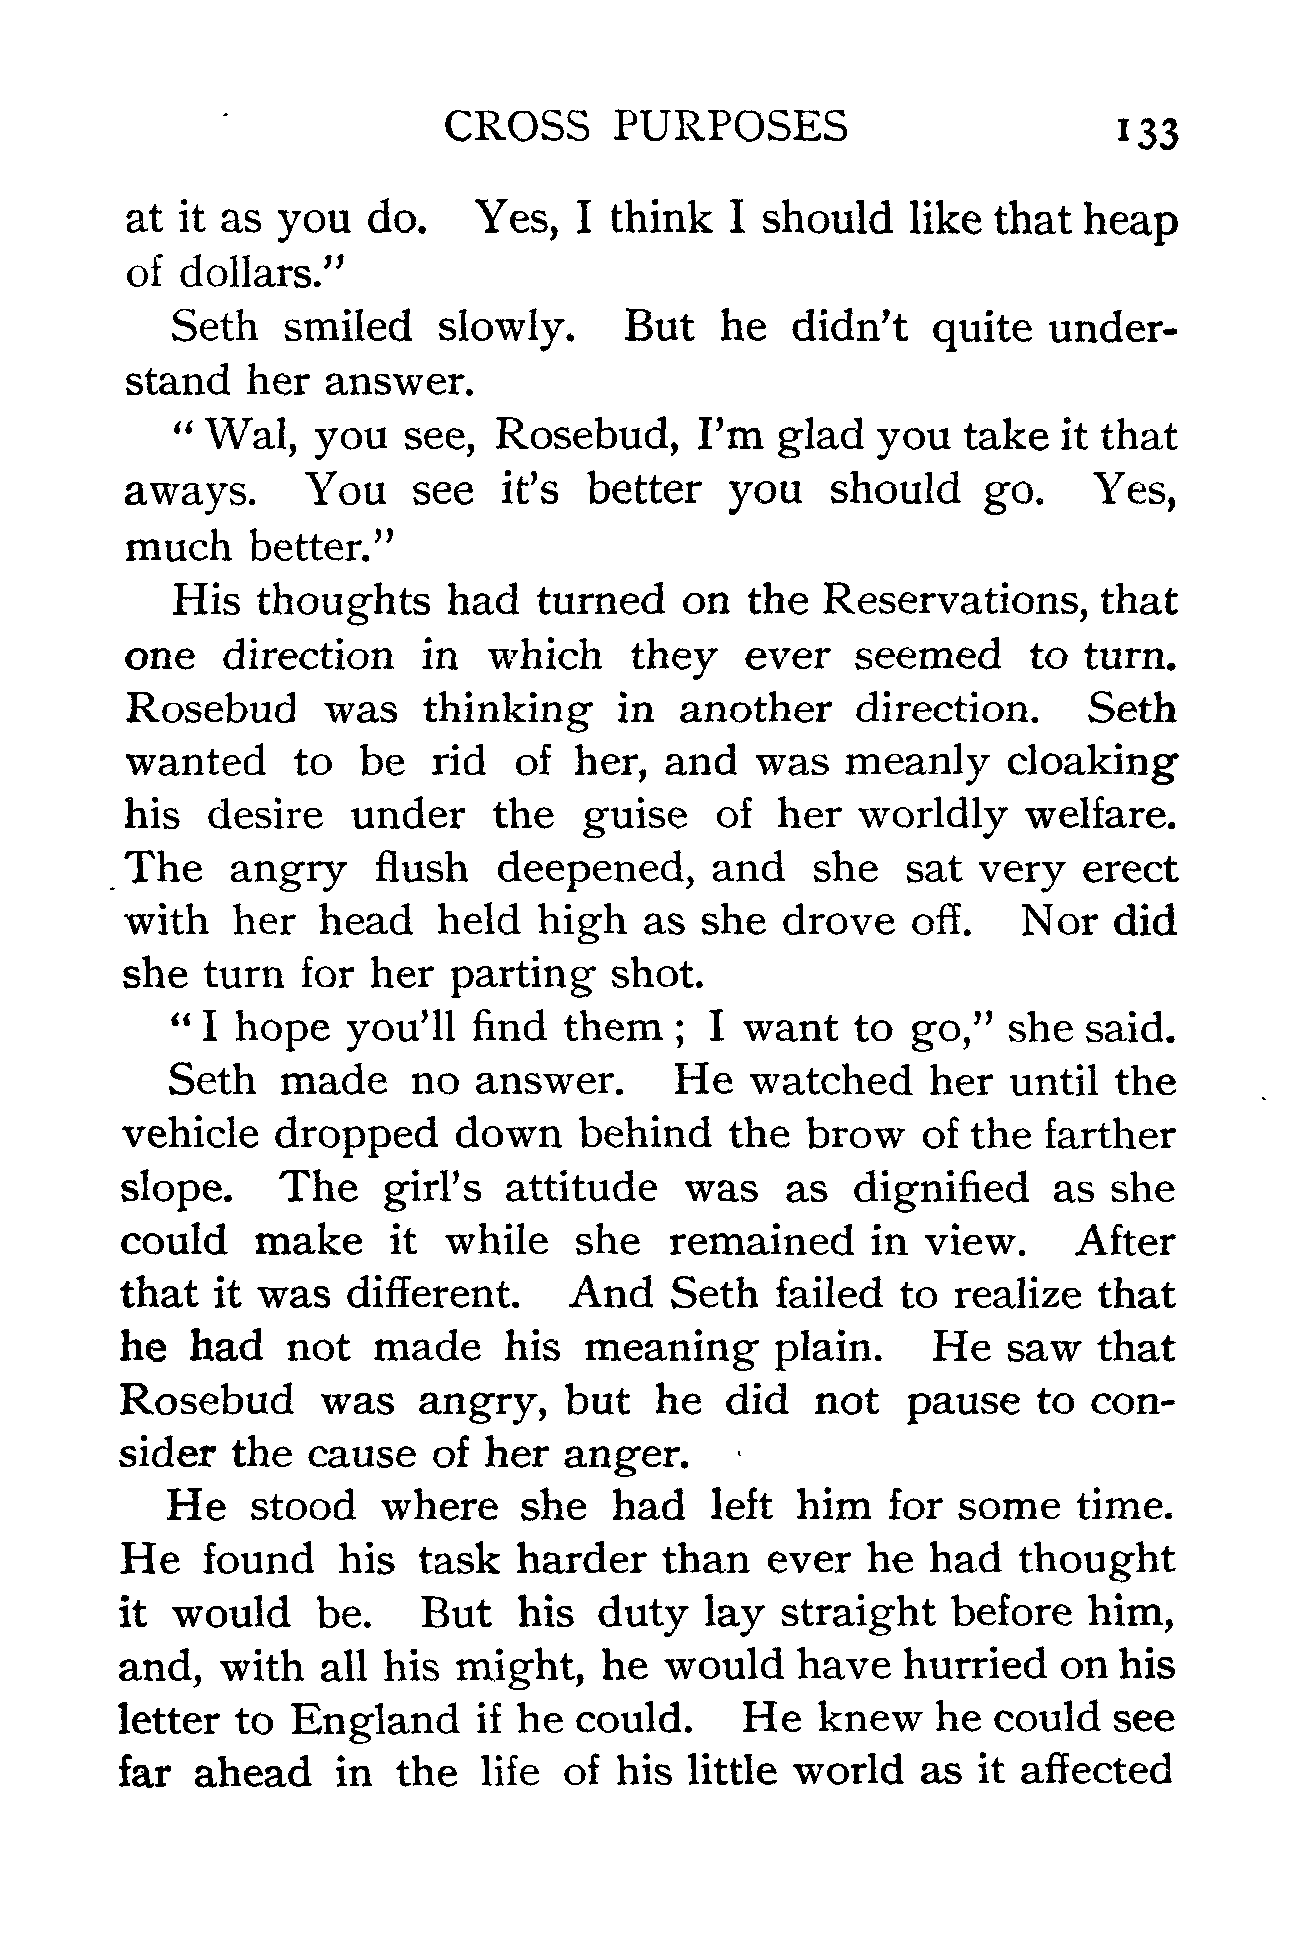 CROSS PURPOSES 133
at it as you do. Yes, I think I should like that heap
of dollars."
Seth smiled slowly. But he didn't quite under-
stand her answer.
"Wal, you see, Rosebud, I'm glad you take it that
aways. You see it's better you should go. Yes,
much better."
His thoughts had turned on the Reservations, that
one direction in which they ever seemed to turn.
Rosebud was thinking in another direction. Seth
wanted to be rid of her, and was meanly cloaking
his desire under the guise of her worldly welfare.
The angry flush deepened, and she sat very erect
with her head held high as she drove off. Nor did
she turn for her parting shot.
"I hope you'll find them; I want to go," she said.
Seth made no answer. He watched her until the
vehicle dropped down behind the brow of the farther
slope. The girl's attitude was as dignified as she
could make it while she remained in view. After
that it was different. And Seth failed to realize that
he had not made his meaning plain. He saw that
Rosebud was angry, but he did not pause to con-
sider the cause of her anger.
He stood where she had left him for some time.
He found his task harder than ever he had thought
it would be. But his duty lay straight before him,
and, with all his might, he would have hurried on his
letter to England if he could. He knew he could see
far ahead in the life of his little world as it affected